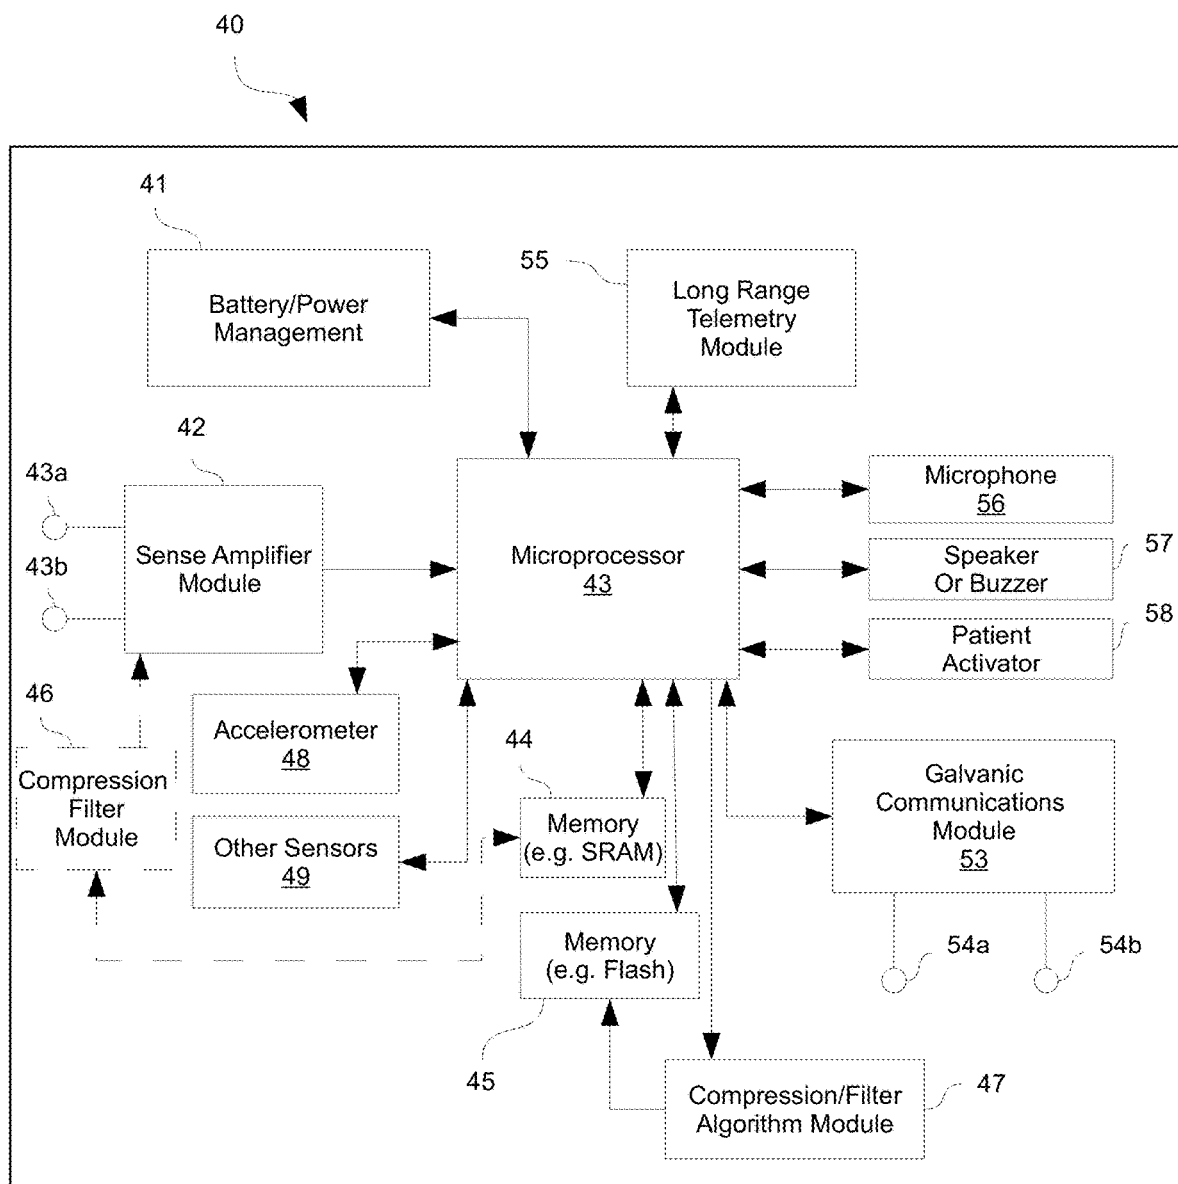 40
41
Battery/Power
Management
55
Long Range
Telemetry
Module
42
43a
43b
Sense Amplifier
Module
Microprocessor
43
Microphone
56
Speaker
Or Buzzer
57
Patient
Activator
58
46
Compression
Filter
Module
Accelerometer
48
Other Sensors
49
44
Memory
(e.g. SRAM)
Memory
(e.g. Flash)
45
Galvanic
Communications
Module
53
54a
54b
Compression/Filter
Algorithm Module
47